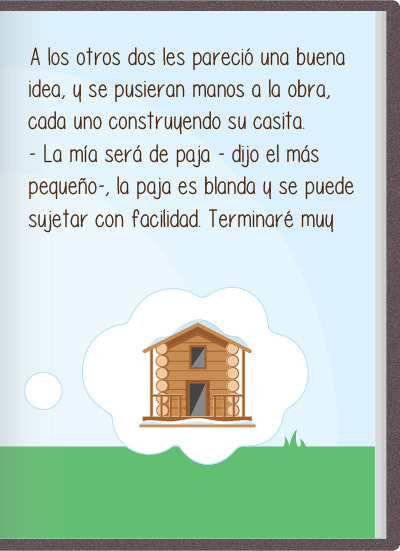 A los otros dos les pareció una buena
idea, y se pusieran manos a la obra,
cada uno construyendo su casita.
- La mía será de paja - dijo el más
pequeño-, la paja es blanda y se puede
sujetar con facilidad. Terminaré muy